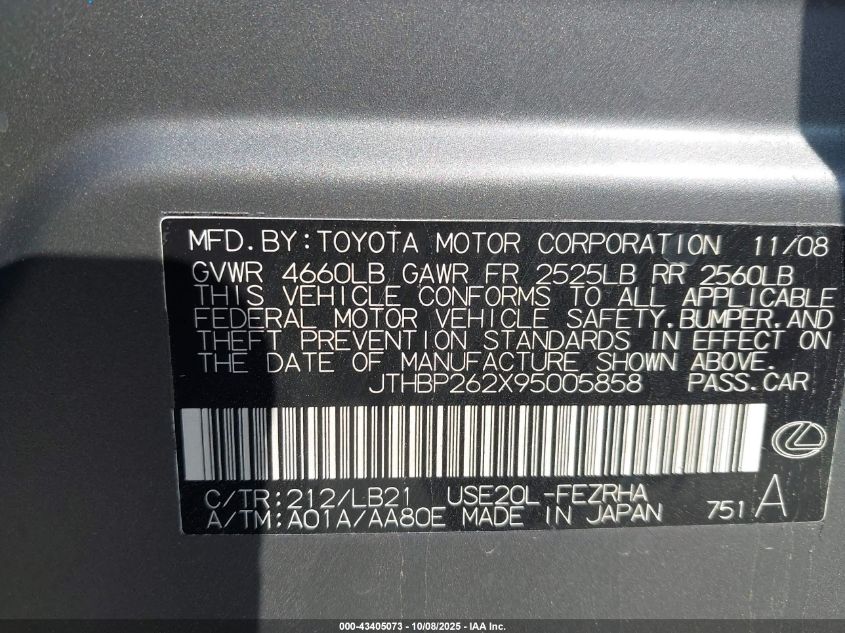 MFD.BY:TOYOTA MOTOR CORPORATION 11/08
GVWR 4660LB GAWR FR 2525LB RR 2560LB
THIS VEHICLE CONFORMS TO ALL APPLICABLE
FEDERAL MOTOR VEHICLE SAFETY.BUMPER.AND
THEFT PREVENTION STANDARDS IN EFFECT ON
THE DATE OF MANUFACTURE SHOWN ABOVE.
JTHBP262X95005858 PASS.CAR
C/TR:212/LB21 USE20L-FEZRHA
A/TM:A01A/AA80E MADE IN JAPAN 751 A
000-43405073 - 10/08/2025 - IAA Inc.